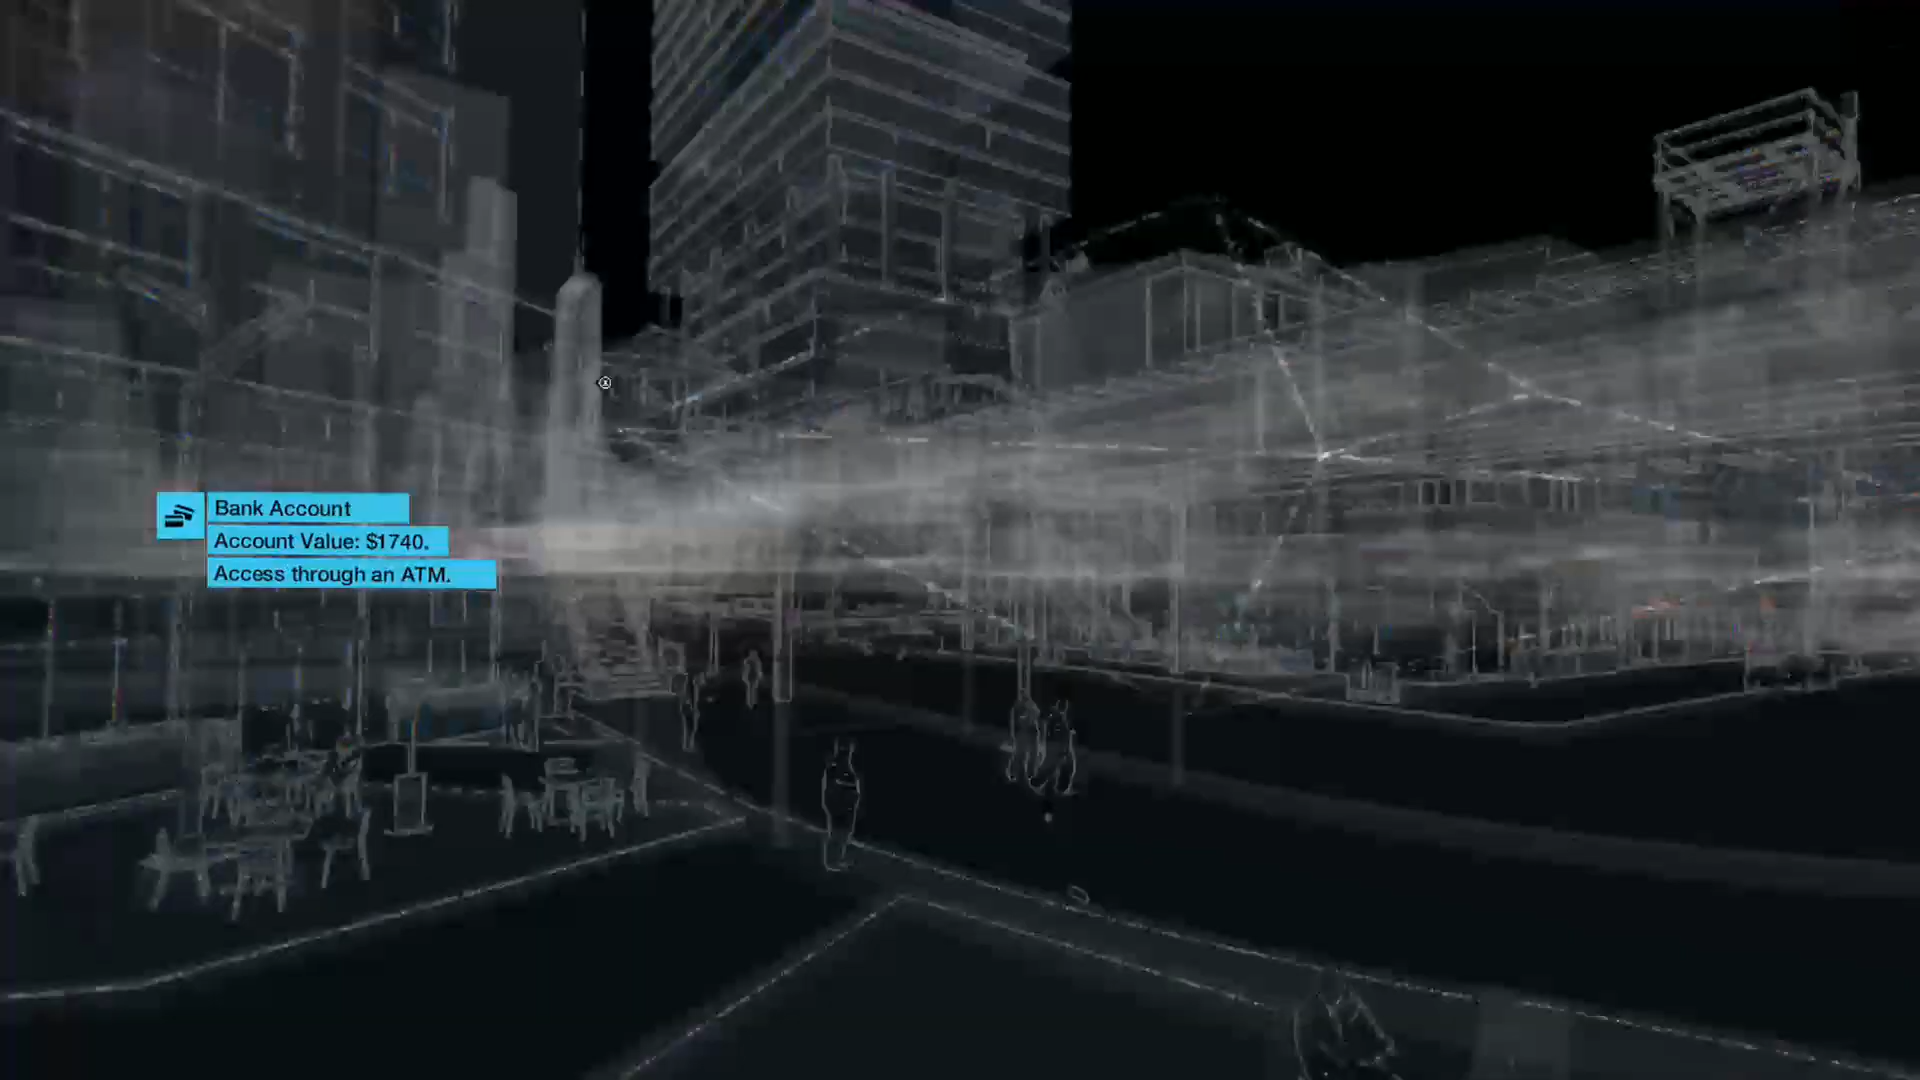 Bank Account
Account Value: $1740.
Access through an ATM.